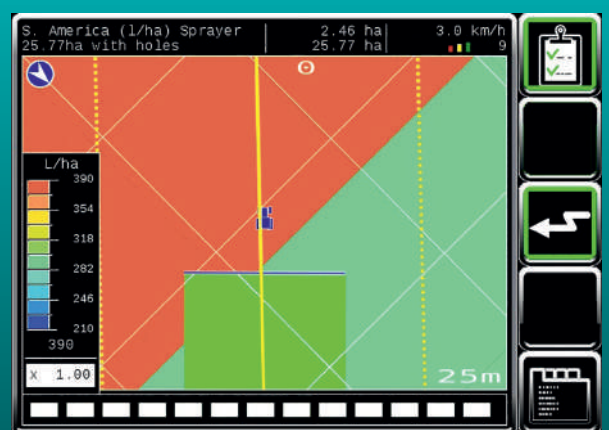 S. America (l/ha) Sprayer 2.46 ha 3.0 km/h
25.77ha with holes 25.77 ha 9
L/ha
390
354
318
282
246
210
390
x 1.00
25m